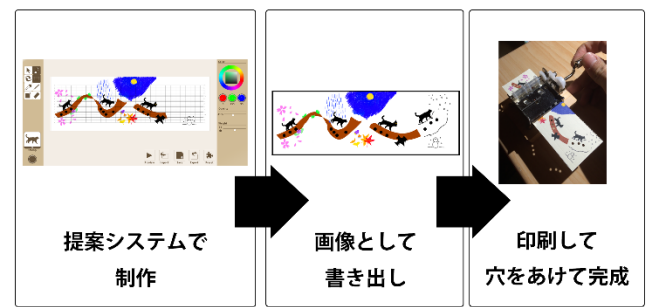 提案システムで
制作
画像として
書き出し
印刷して
穴をあけて完成